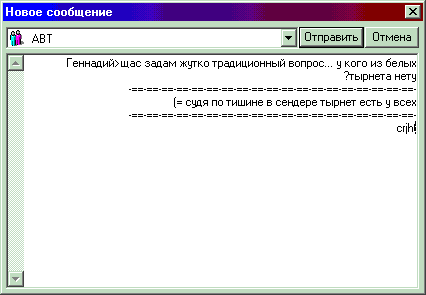 Новое сообщение
ABT
Отправить
Отмена
Геннадий>щас задам жутко традиционный вопрос... у кого из белых
?тырнета нету
-==-==-==-==-==-==-==-==-==-==-==-==-==-==-==-==-==-==-
(= судя по тишине в сендере тырнет есть у всех
-==-==-==-==-==-==-==-==-==-==-==-==-==-==-==-==-==-==-
crjh